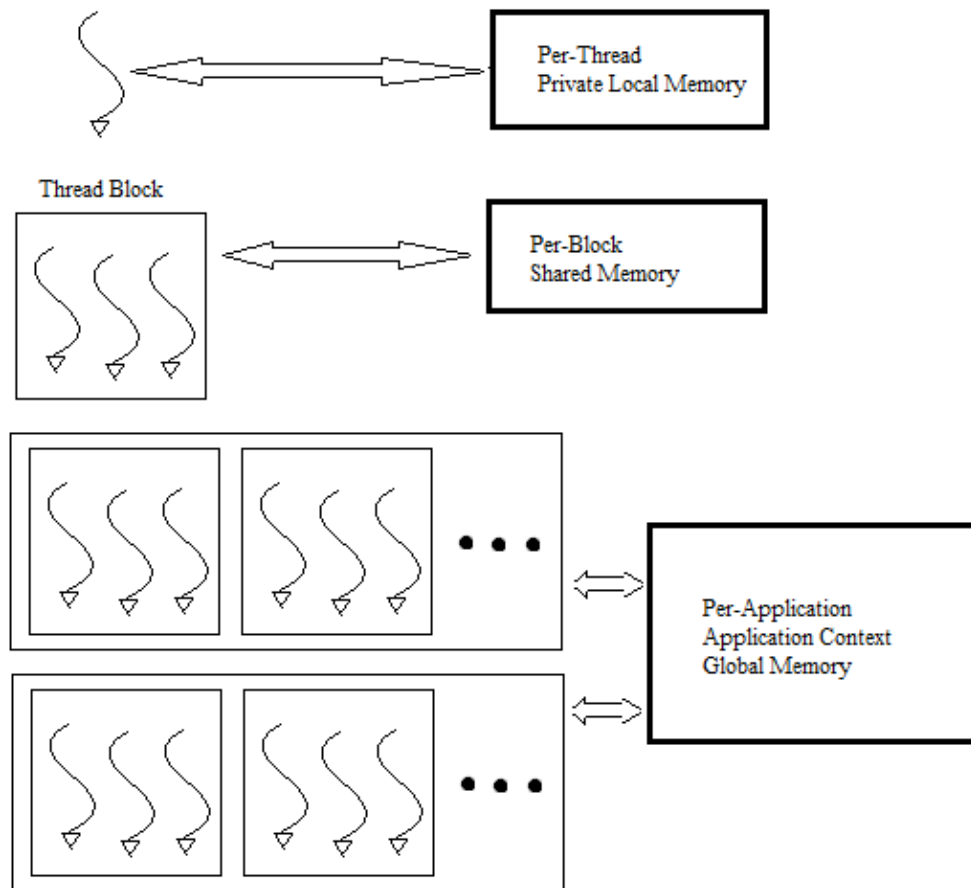 Per-Thread
Private Local Memory
Thread Block
Per-Block
Shared Memory
Per-Application
Application Context
Global Memory